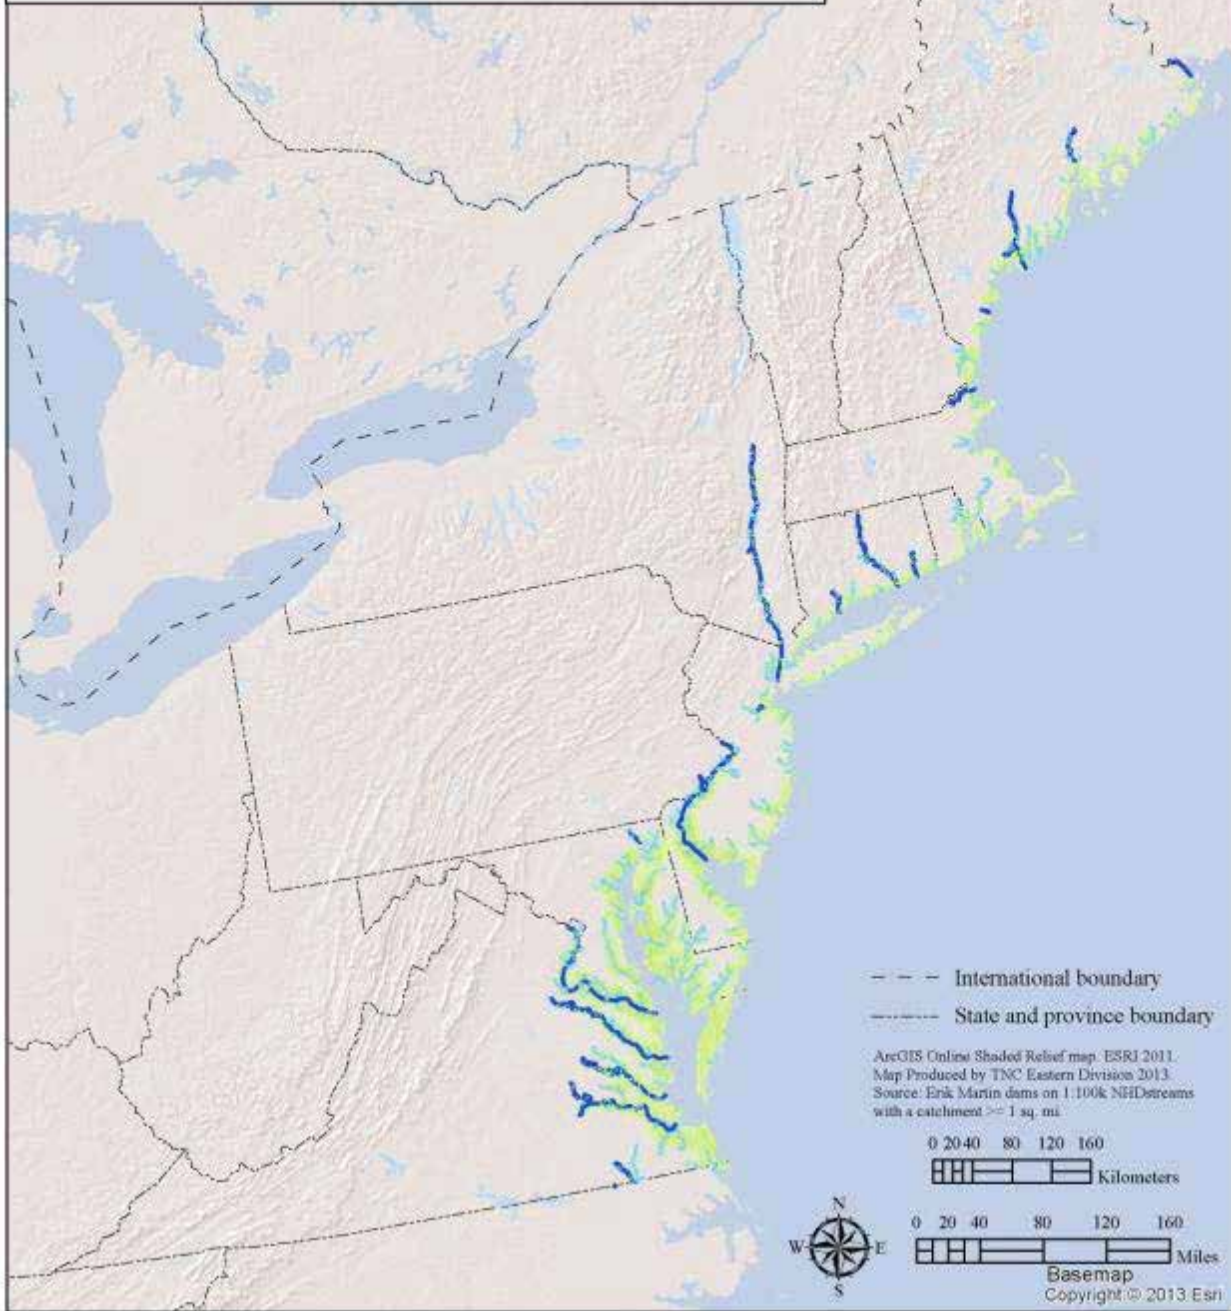 International boundary
State and province boundary
ArcGIS Online Shaded Relief map. ESRI 2011.
Map Produced by TNC Eastern Division 2013.
Source: Erik Martin dams on 1:100k NHDstreams
with a catchment >= 1 sq. mi.
0 20 40 80 120 160
Kilometers
N
W E
S
0 20 40 80 120 160
Miles
Basemap
Copyright:© 2013 Esri